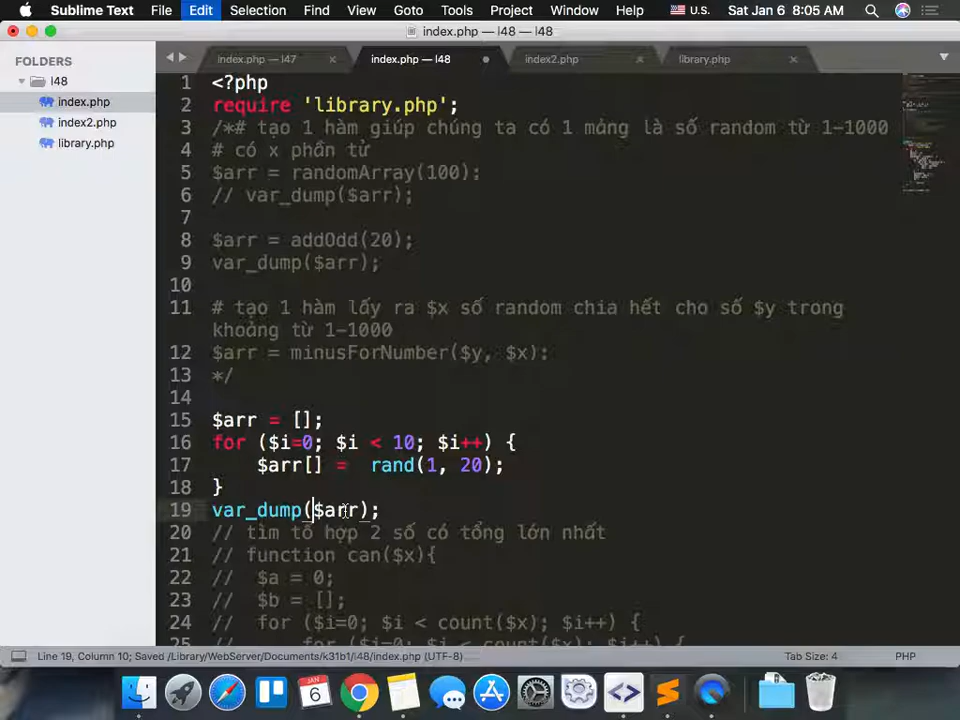 Sublime Text File Edit Selection Find View Goto Tools Project Window Help U.S. Sat Jan 6 8:05 AM
index.php — l48 — l48
FOLDERS
l48
index.php
index2.php
library.php
index.php — l47 index.php — l48 index2.php library.php
1 <?php
2 require 'library.php';
3 /*# tạo 1 hàm giúp chúng ta có 1 mảng là số random từ 1-1000
4 # có x phần tử
5 $arr = randomArray(100);
6 // var_dump($arr);
7
8 $arr = addOdd(20);
9 var_dump($arr);
10
11 # tạo 1 hàm lấy ra $x số random chia hết cho số $y trong
khoảng từ 1-1000
12 $arr = minusForNumber($y, $x);
13 */
14
15 $arr = [];
16 for ($i=0; $i < 10; $i++) {
17 $arr[] = rand(1, 20);
18 }
19 var_dump($arr);
20 // tìm tổ hợp 2 số có tổng lớn nhất
21 // function can($x){
22 // $a = 0;
23 // $b = [];
24 // for ($i=0; $i < count($x); $i++) {
25 // for ($j=0; $i < count($x); $i++) {
Line 19, Column 10; Saved /Library/WebServer/Documents/k31b1/l48/index.php (UTF-8) Tab Size: 4 PHP
JAN
6